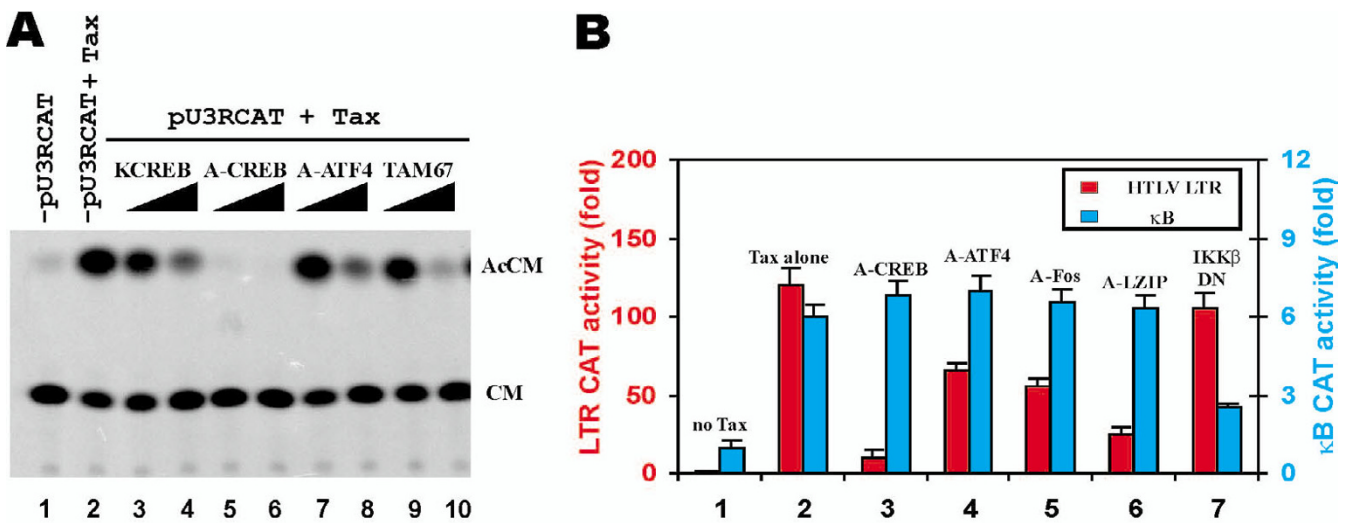 A
-pU3RCAT
-pU3RCAT + Tax
pU3RCAT + Tax
KCREB A-CREB A-ATF4 TAM67
AcCM
CM
1 2 3 4 5 6 7 8 9 10
B
LTR CAT activity (fold)
200
150
100
50
0
HTLV LTR
κB
no Tax
Tax alone
A-CREB
A-ATF4
A-Fos
A-LZIP
IKKβ
DN
12
9
6
3
0
κB CAT activity (fold)
1 2 3 4 5 6 7